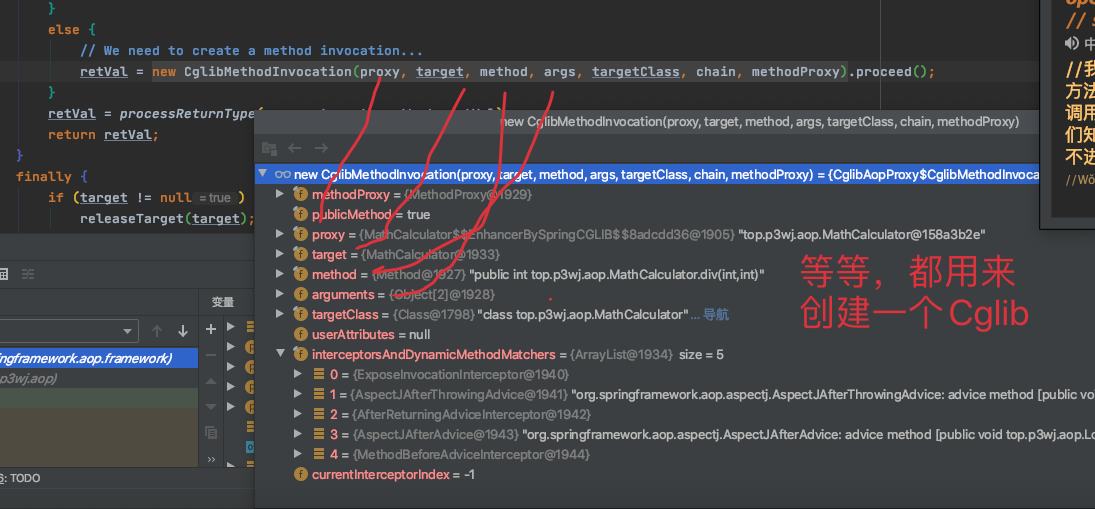 }
else {
// We need to create a method invocation...
retVal = new CglibMethodInvocation(proxy, target, method, args, targetClass, chain, methodProxy).proceed();
}
retVal = processReturnType(
return retVal;
}
finally {
if (target != null = true )
releaseTarget(target);
new CglibMethodInvocation(proxy, target, method, args, targetClass, chain, methodProxy)
new CglibMethodInvocation(proxy, target, method, args, targetClass, chain, methodProxy) = {CglibAopProxy$CglibMethodInvoca
methodProxy = {MethodProxy@1929}
publicMethod = true
proxy = {MathCalculator$$EnhancerBySpringCGLIB$$8adcdd36@1905} "top.p3wj.aop.MathCalculator@158a3b2e"
target = {MathCalculator@1933}
method = {Method@1927} "public int top.p3wj.aop.MathCalculator.div(int,int)"
arguments = {Object[2]@1928}
targetClass = {Class@1798} "class top.p3wj.aop.MathCalculator"... 导航
userAttributes = null
interceptorsAndDynamicMethodMatchers = {ArrayList@1934} size = 5
0 = {ExposeInvocationInterceptor@1940}
1 = {AspectJAfterThrowingAdvice@1941} "org.springframework.aop.aspectj.AspectJAfterThrowingAdvice: advice method [public vo
2 = {AfterReturningAdviceInterceptor@1942}
3 = {AspectJAfterAdvice@1943} "org.springframework.aop.aspectj.AspectJAfterAdvice: advice method [public void top.p3wj.aop.Lo
4 = {MethodBeforeAdviceInterceptor@1944}
currentInterceptorIndex = -1
等等，都用来
创建一个Cglib
变量
ngframework.aop.framework)
p3wj.aop)
6: TODO
// s
中
//我
方法
调用
们知
不进
//Wǒ